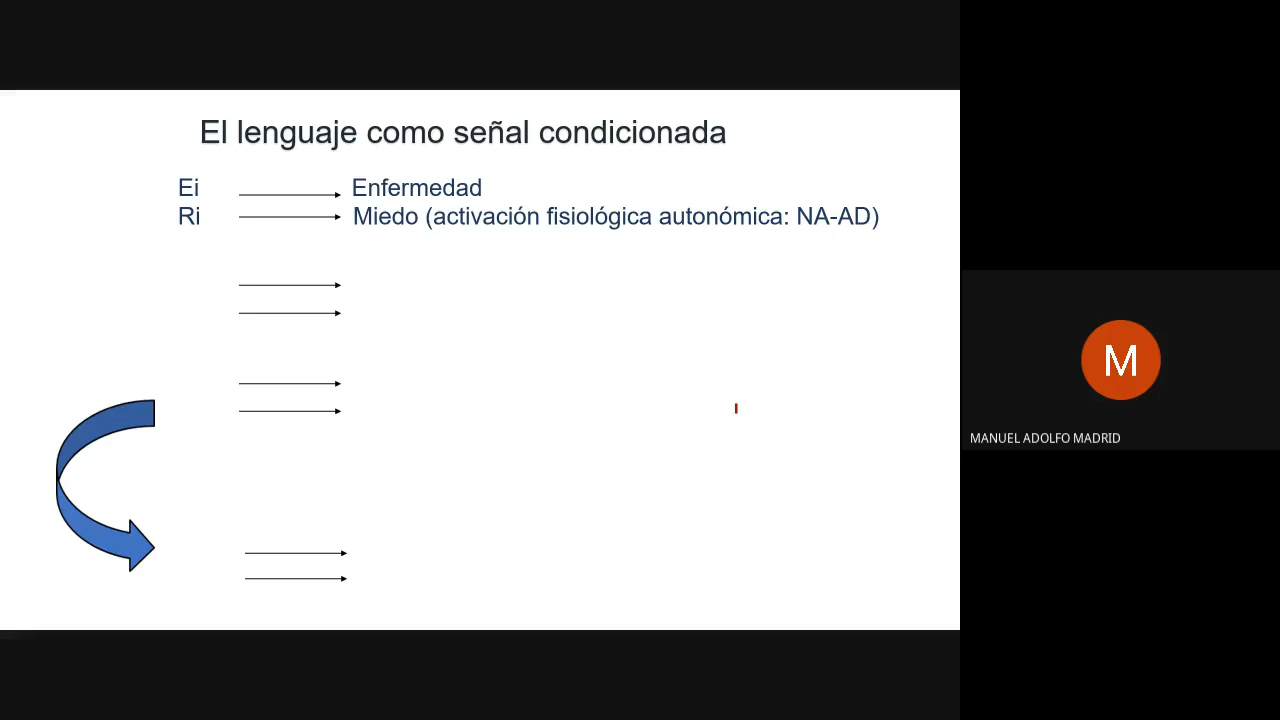 El lenguaje como señal condicionada
Ei Enfermedad
Ri Miedo (activación fisiológica autonómica: NA-AD)
M
MANUEL ADOLFO MADRID